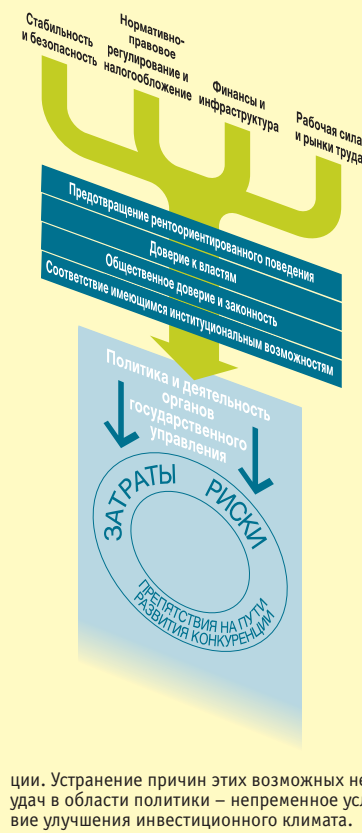 Стабильность
и безопасность
Нормативно-
правовое
регулирование и
налогообложение
Финансы и
инфраструктура
Рабочая сила
и рынки труда
Предотвращение рентоориентированного поведения
Доверие к властям
Общественное доверие и законность
Соответствие имеющимся институциональным возможностям
Политика и деятельность
органов
государственного
управления
ЗАТРАТЫ
РИСКИ
ПРЕПЯТСТВИЯ НА ПУТИ
РАЗВИТИЯ КОНКУРЕНЦИИ
ции. Устранение причин этих возможных не
удач в области политики – непременное усл
вие улучшения инвестиционного климата.